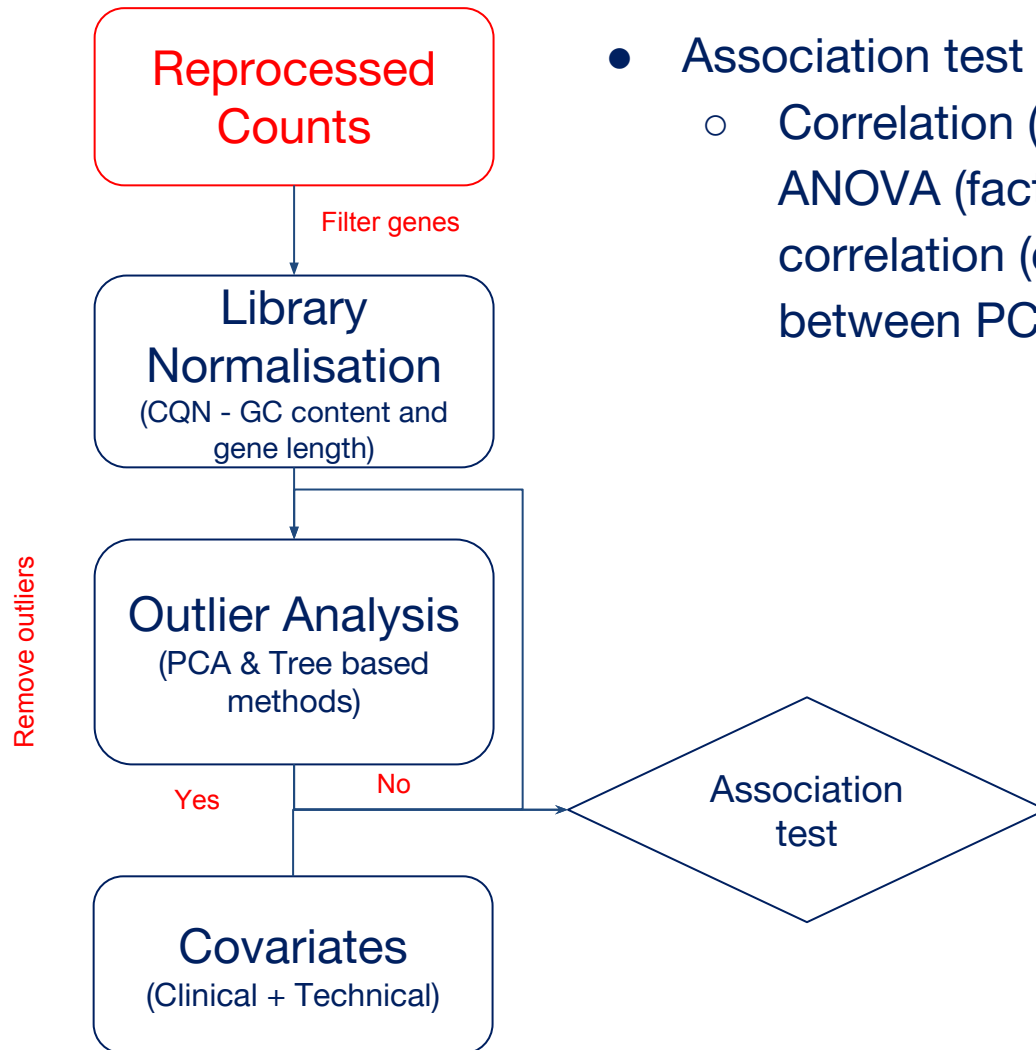 Reprocessed
Counts
Filter genes
Library
Normalisation
(CQN - GC content and
gene length)
Outlier Analysis
(PCA & Tree based
methods)
Remove outliers
Yes
No
Association
test
Covariates
(Clinical + Technical)
● Association test
○ Correlation (
ANOVA (fact
correlation (
between PC